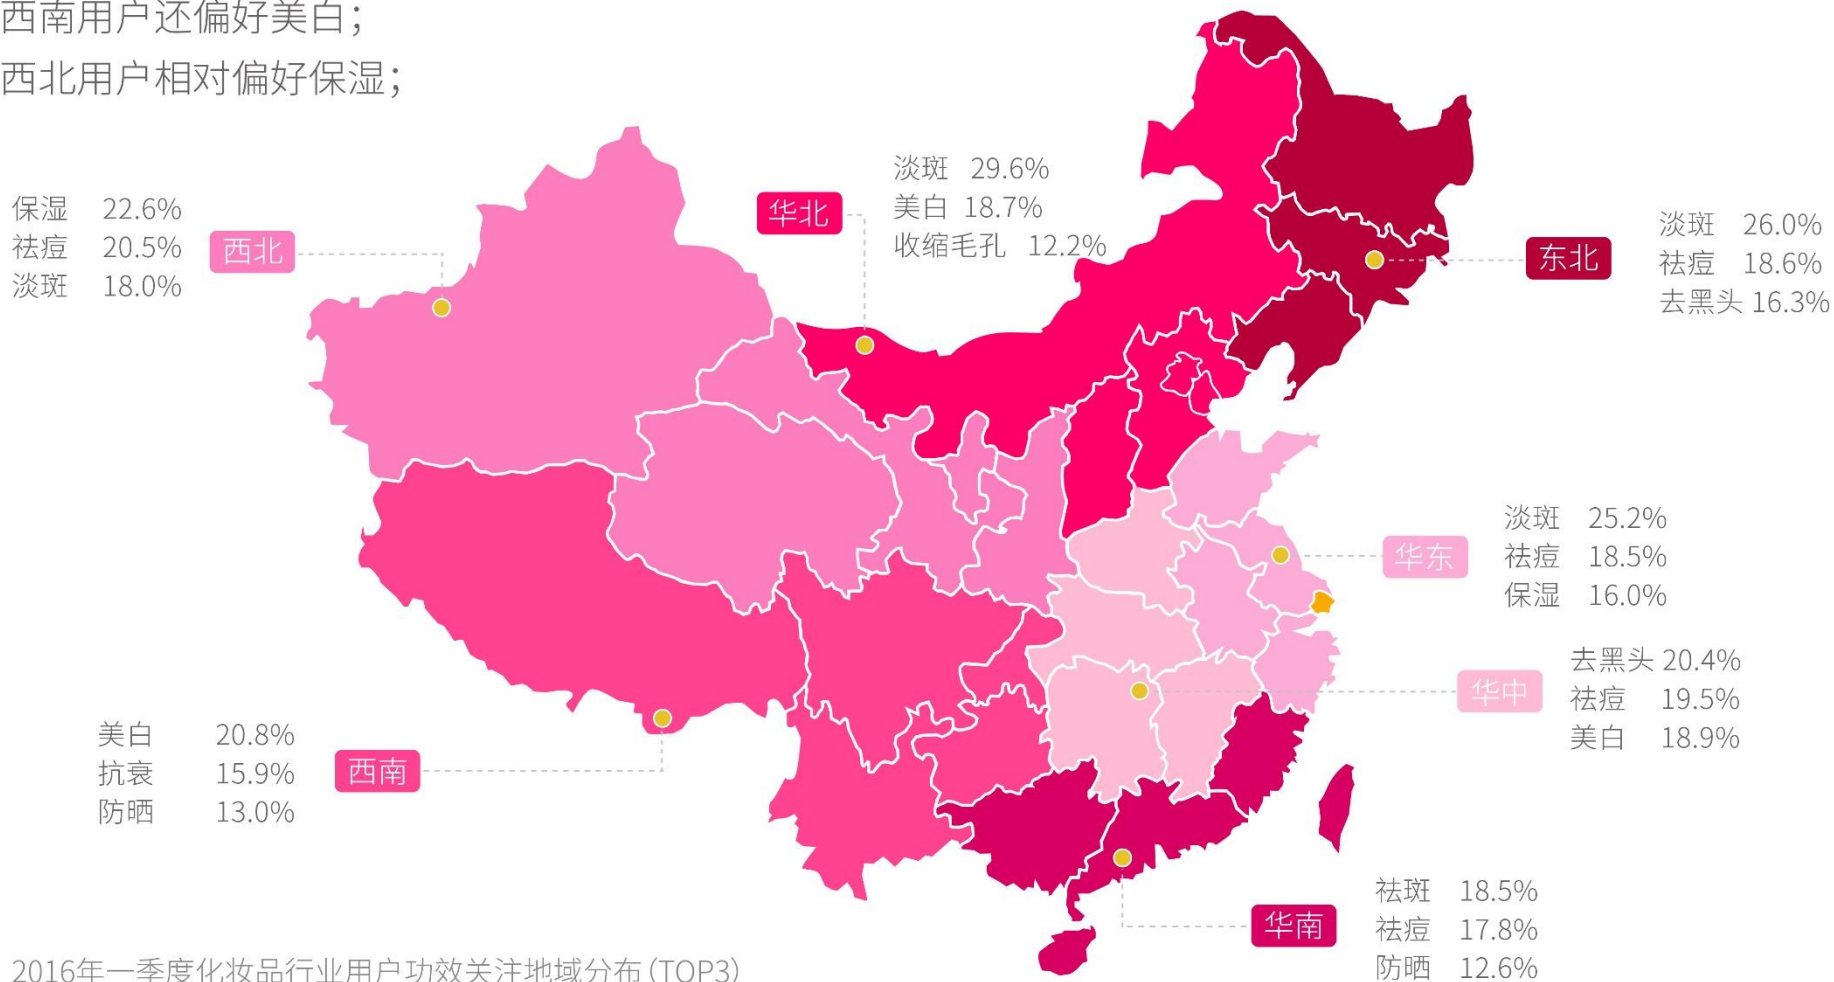 西南用户还偏好美白；
西北用户相对偏好保湿；
保湿 22.6%
祛痘 20.5%
淡斑 18.0%
西北
华北
淡斑 29.6%
美白 18.7%
收缩毛孔 12.2%
东北
淡斑 26.0%
祛痘 18.6%
去黑头 16.3%
华东
淡斑 25.2%
祛痘 18.5%
保湿 16.0%
华中
去黑头 20.4%
祛痘 19.5%
美白 18.9%
美白 20.8%
抗衰 15.9%
防晒 13.0%
西南
华南
祛斑 18.5%
祛痘 17.8%
防晒 12.6%
2016年一季度化妆品行业用户功效关注地域分布（TOP3）